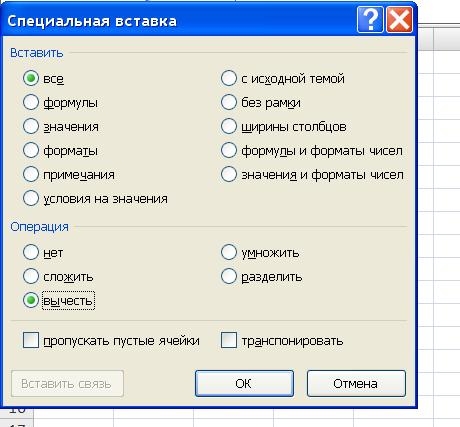 Специальная вставка
Вставить
все
с исходной темой
формулы
без рамки
значения
ширины столбцов
форматы
формулы и форматы чисел
примечания
значения и форматы чисел
условия на значения
Операция
нет
умножить
сложить
разделить
вычесть
пропускать пустые ячейки
транспонировать
Вставить связь
ОК
Отмена
16
17